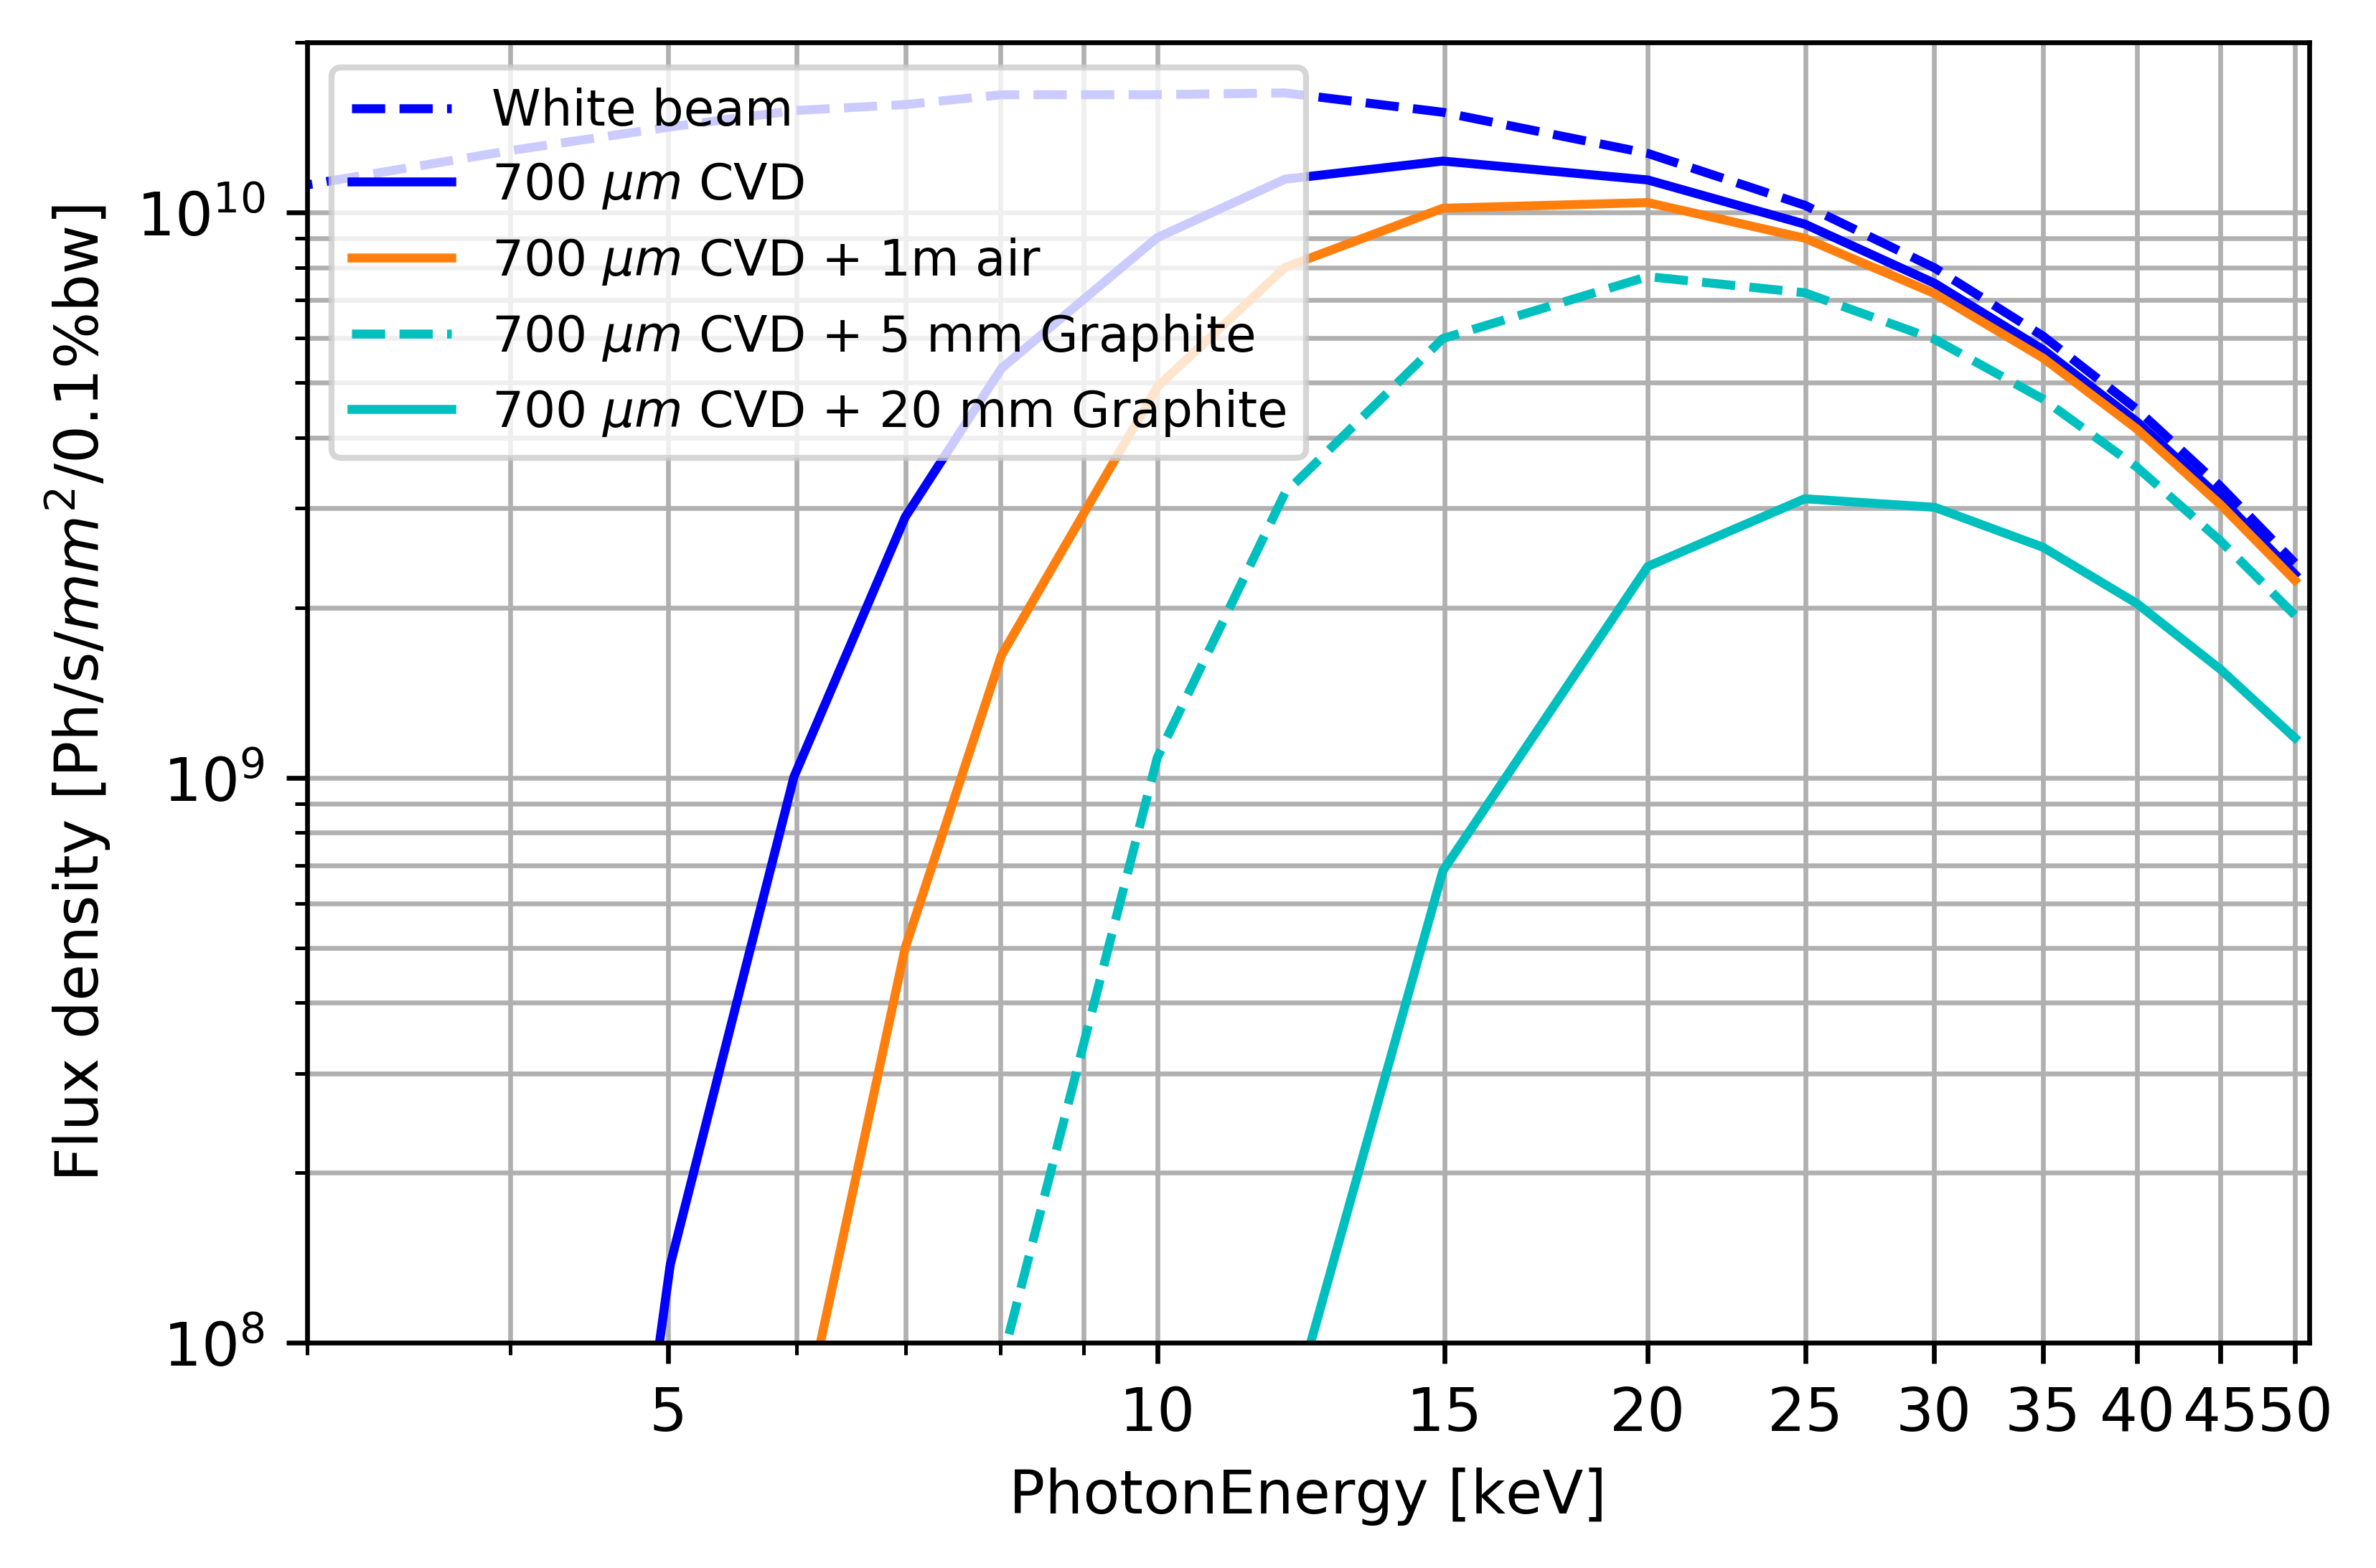 Flux density [Ph/s/mm²/0.1%bw]
10¹⁰
10⁹
10⁸
White beam
700 μm CVD
700 μm CVD + 1m air
700 μm CVD + 5 mm Graphite
700 μm CVD + 20 mm Graphite
5 10 15 20 25 30 35 40 45 50
PhotonEnergy [keV]